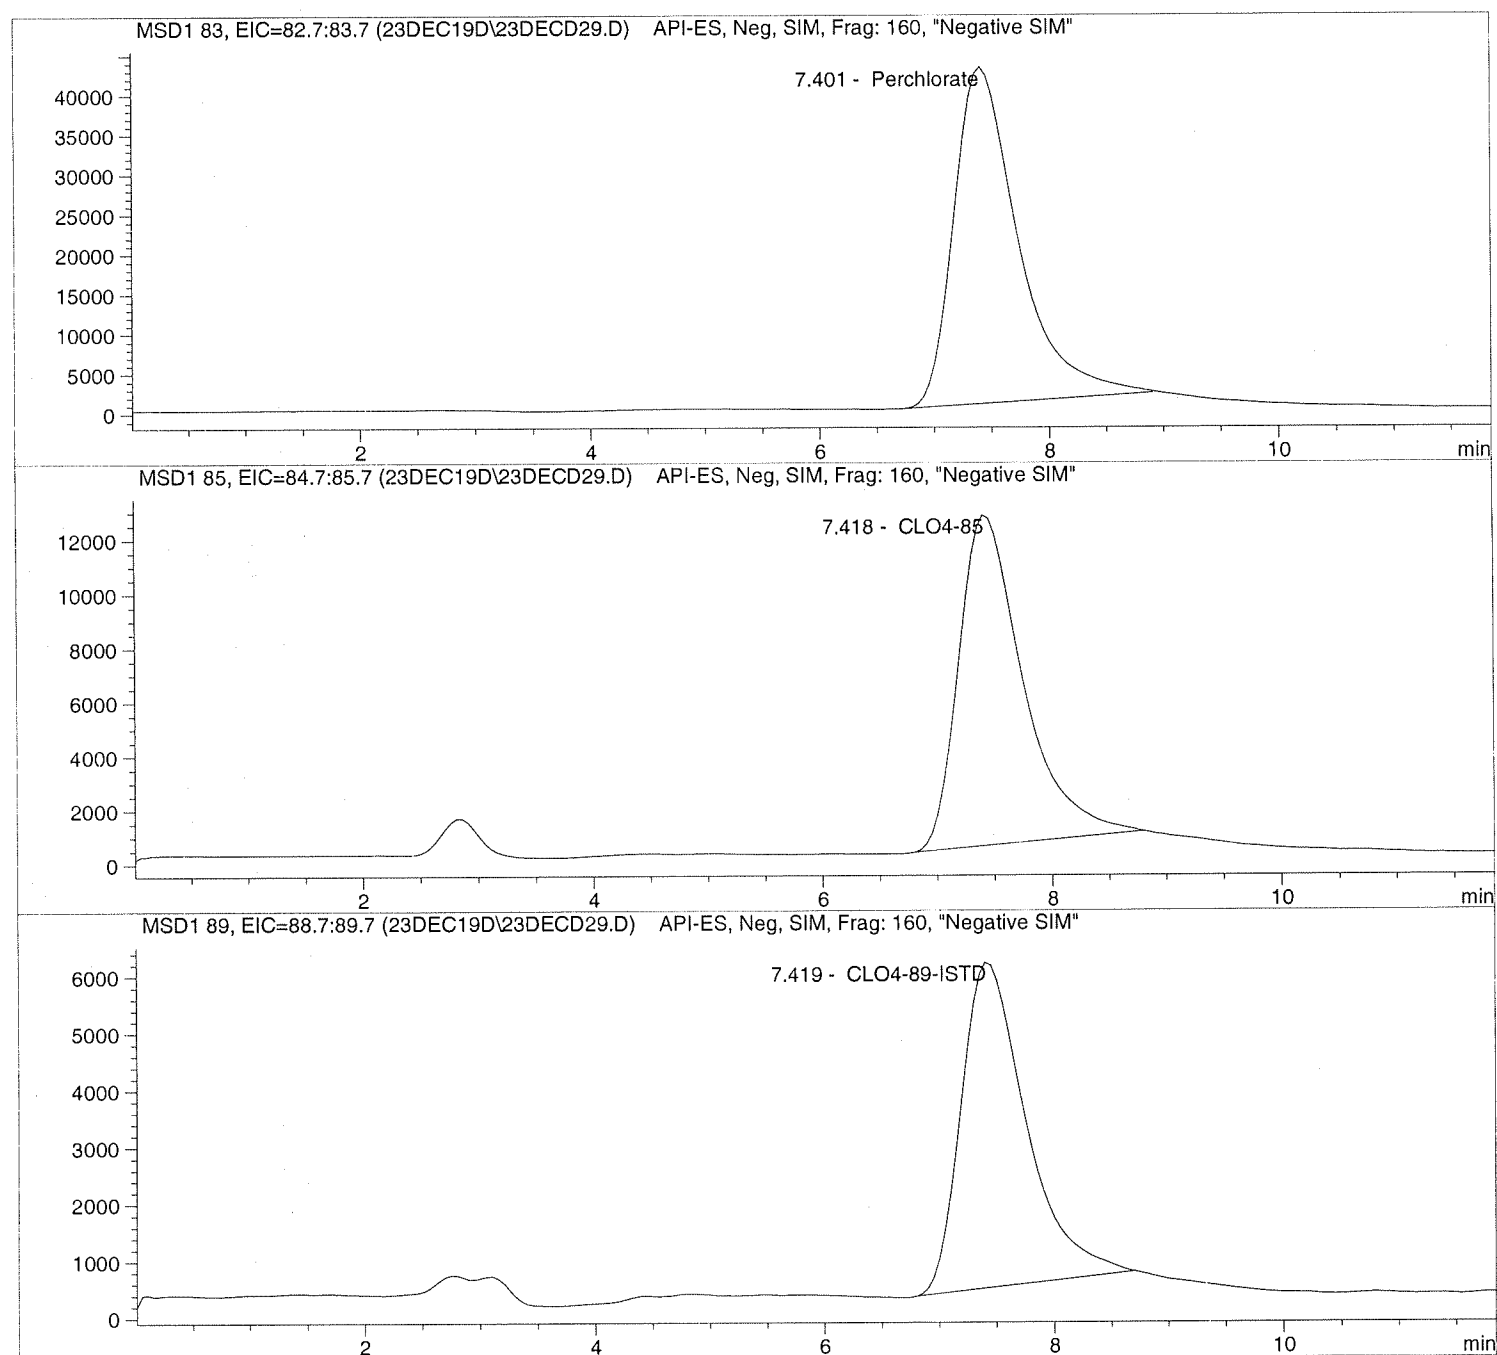 MSD1 83, EIC=82.7:83.7 (23DEC19D\23DECD29.D) API-ES, Neg, SIM, Frag: 160, "Negative SIM"
7.401 - Perchlorate
40000
35000
30000
25000
20000
15000
10000
5000
0
2 4 6 8 10 min
MSD1 85, EIC=84.7:85.7 (23DEC19D\23DECD29.D) API-ES, Neg, SIM, Frag: 160, "Negative SIM"
7.418 - CLO4-85
12000
10000
8000
6000
4000
2000
0
2 4 6 8 10 min
MSD1 89, EIC=88.7:89.7 (23DEC19D\23DECD29.D) API-ES, Neg, SIM, Frag: 160, "Negative SIM"
7.419 - CLO4-89-ISTD
6000
5000
4000
3000
2000
1000
0
2 4 6 8 10 min